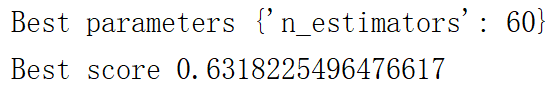 Best parameters {'n_estimators': 60}
Best score 0.6318225496476617